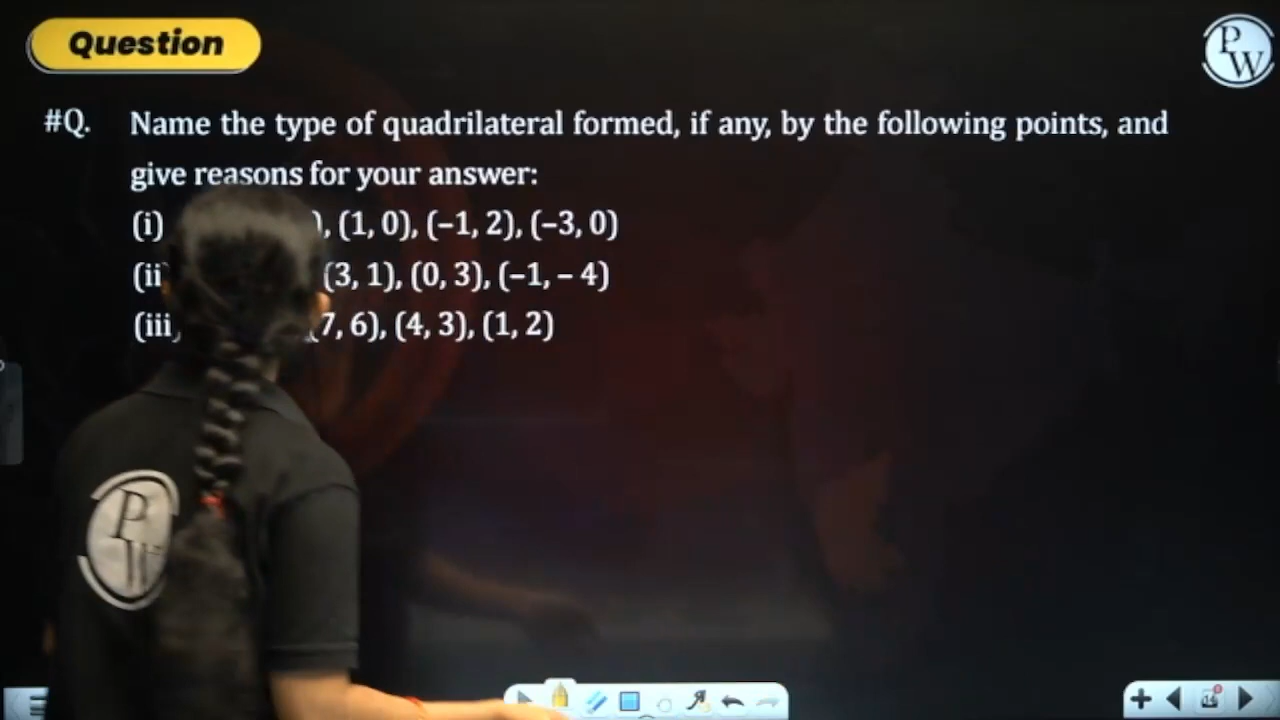 Question
PW
#Q. Name the type of quadrilateral formed, if any, by the following points, and
give reasons for your answer:
(i) ), (1, 0), (–1, 2), (–3, 0)
(ii (3, 1), (0, 3), (–1, – 4)
(iii) (7, 6), (4, 3), (1, 2)
PW